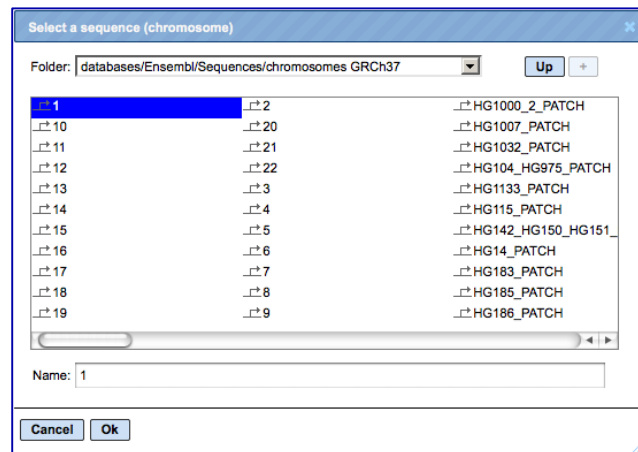 Select a sequence (chromosome)
Folder: databases/Ensembl/Sequences/chromosomes GRCh37 Up +
1 2 HG1000_2_PATCH
10 20 HG1007_PATCH
11 21 HG1032_PATCH
12 22 HG104_HG975_PATCH
13 3 HG1133_PATCH
14 4 HG115_PATCH
15 5 HG142_HG150_HG151_
16 6 HG14_PATCH
17 7 HG183_PATCH
18 8 HG185_PATCH
19 9 HG186_PATCH
Name: 1
Cancel Ok